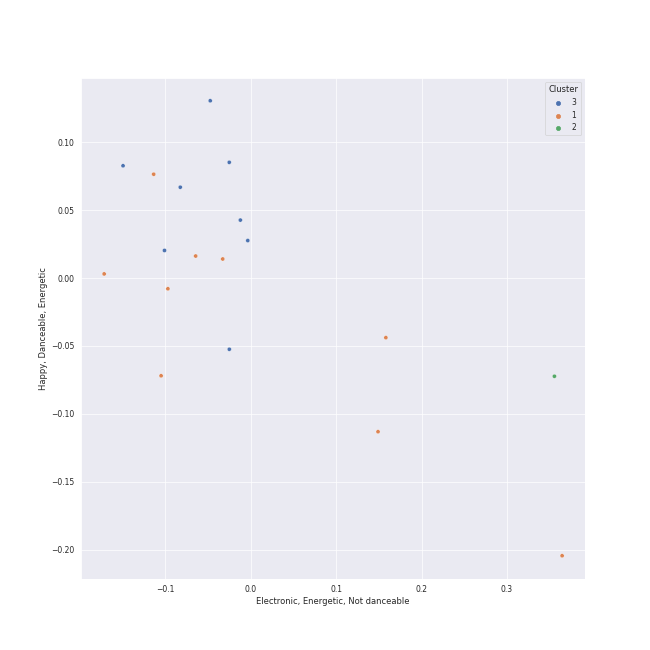 Cluster
3
1
2
0.10
0.05
0.00
−0.05
−0.10
−0.15
−0.20
Happy, Danceable, Energetic
−0.1 0.0 0.1 0.2 0.3
Electronic, Energetic, Not danceable